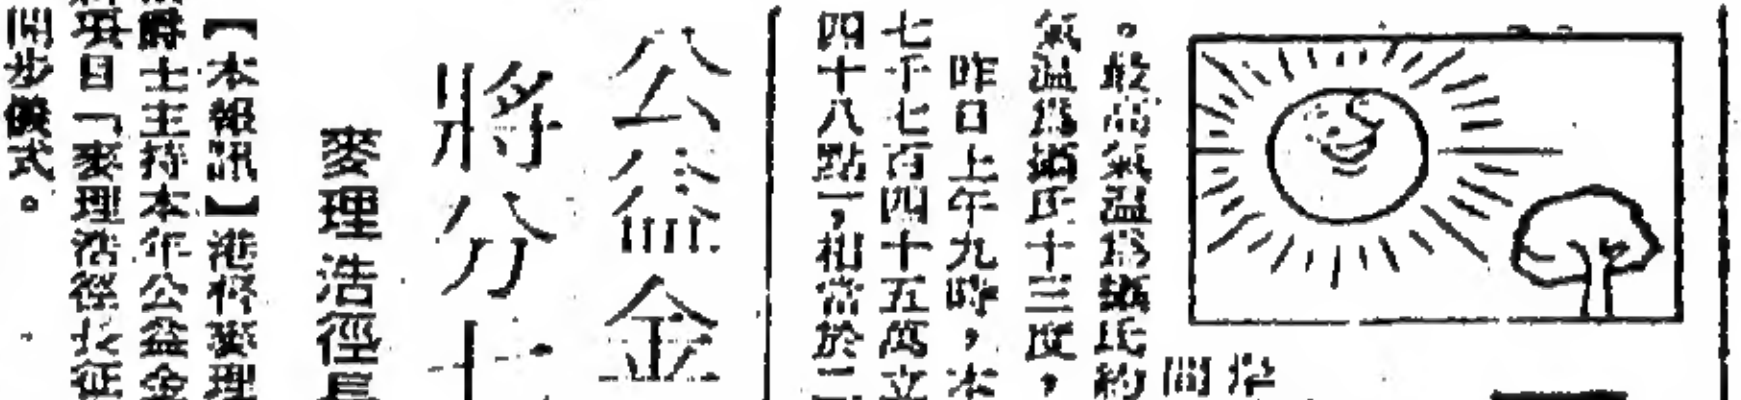 間
。最高氣溫為攝氏約
氣溫為攝氏十三度，
昨日上午九時，本
七千七百四十五萬立
四十八點一，相當於二
公益金
將分七
麥理浩徑長
【本報訊】港督麥理
爵士主持本年公益金
項目「麥理浩徑長征
開步儀式。